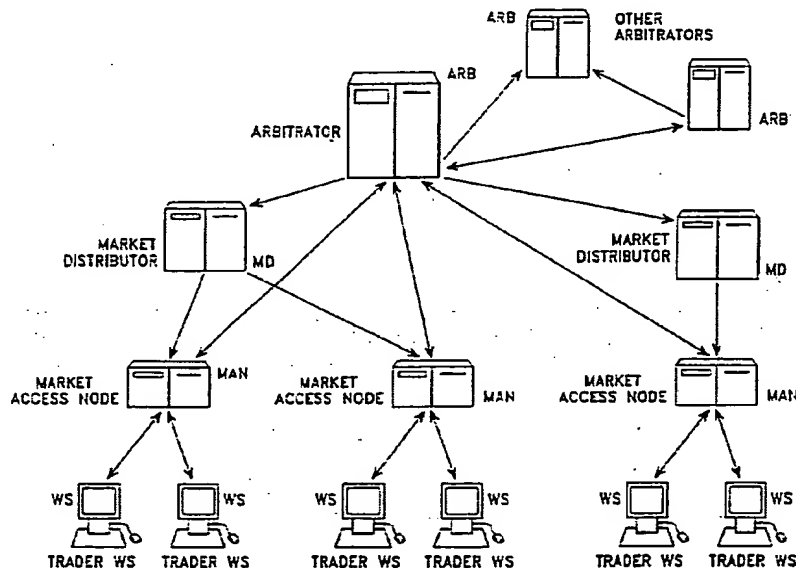 ARB
OTHER
ARBITRATORS
ARB
ARBITRATOR
ARB
MARKET
DISTRIBUTOR
MD
MARKET
DISTRIBUTOR
MD
MARKET
ACCESS NODE
MAN
MARKET
ACCESS NODE
MAN
MARKET
ACCESS NODE
MAN
WS
WS
WS
WS
WS
WS
TRADER WS
TRADER WS
TRADER WS
TRADER WS
TRADER WS
TRADER WS